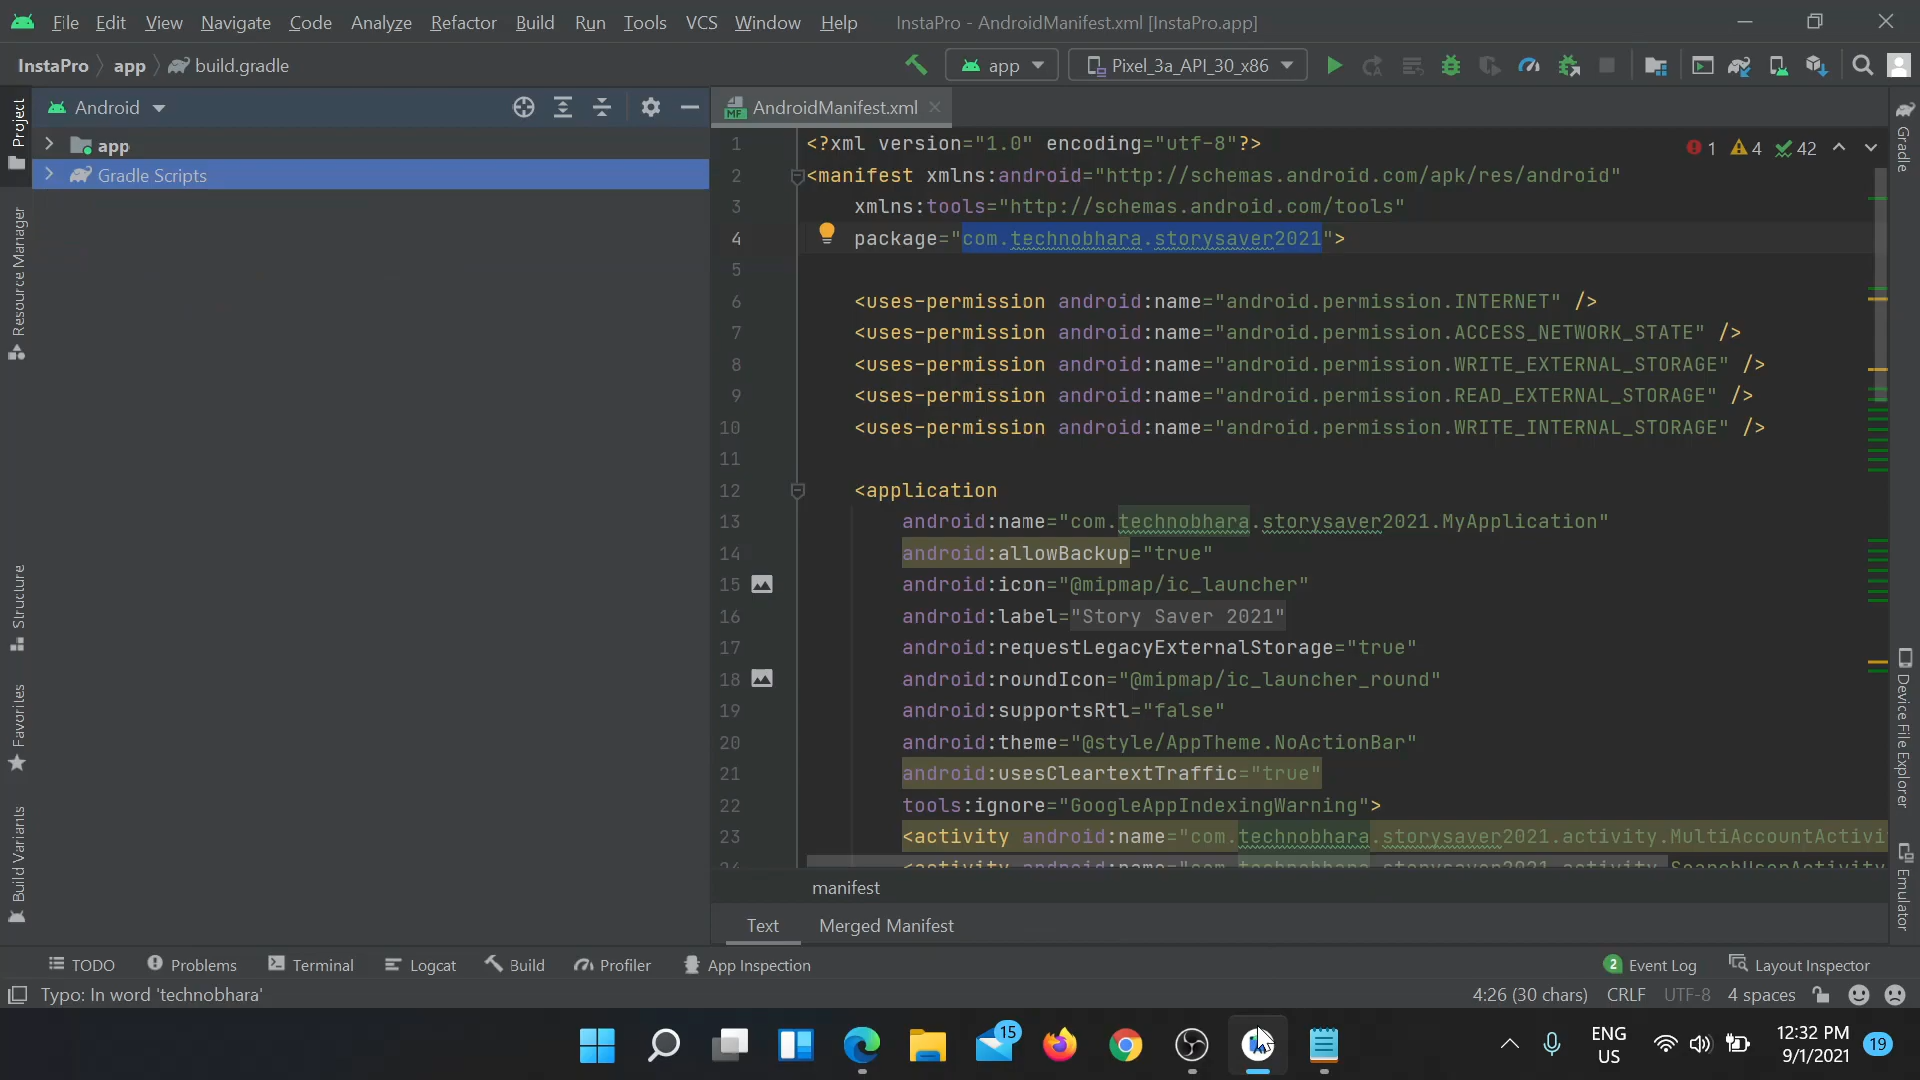 File Edit View Navigate Code Analyze Refactor Build Run Tools VCS Window Help InstaPro - AndroidManifest.xml [InstaPro.app]
InstaPro app build.gradle app Pixel_3a_API_30_x86
Project
Android
app
Gradle Scripts
Resource Manager
Structure
Favorites
Build Variants
AndroidManifest.xml
1 4 42
1 <?xml version="1.0" encoding="utf-8"?>
2 <manifest xmlns:android="http://schemas.android.com/apk/res/android"
3 xmlns:tools="http://schemas.android.com/tools"
4 package="com.technobhara.storysaver2021">
5
6 <uses-permission android:name="android.permission.INTERNET" />
7 <uses-permission android:name="android.permission.ACCESS_NETWORK_STATE" />
8 <uses-permission android:name="android.permission.WRITE_EXTERNAL_STORAGE" />
9 <uses-permission android:name="android.permission.READ_EXTERNAL_STORAGE" />
10 <uses-permission android:name="android.permission.WRITE_INTERNAL_STORAGE" />
11
12 <application
13 android:name="com.technobhara.storysaver2021.MyApplication"
14 android:allowBackup="true"
15 android:icon="@mipmap/ic_launcher"
16 android:label="Story Saver 2021"
17 android:requestLegacyExternalStorage="true"
18 android:roundIcon="@mipmap/ic_launcher_round"
19 android:supportsRtl="false"
20 android:theme="@style/AppTheme.NoActionBar"
21 android:usesCleartextTraffic="true"
22 tools:ignore="GoogleAppIndexingWarning">
23 <activity android:name="com.technobhara.storysaver2021.activity.MultiAccountActivi
manifest
Text Merged Manifest
Gradle
Device File Explorer
Emulator
TODO Problems Terminal Logcat Build Profiler App Inspection 2 Event Log Layout Inspector
Typo: In word 'technobhara' 4:26 (30 chars) CRLF UTF-8 4 spaces
15
ENG
US
12:32 PM
9/1/2021
19